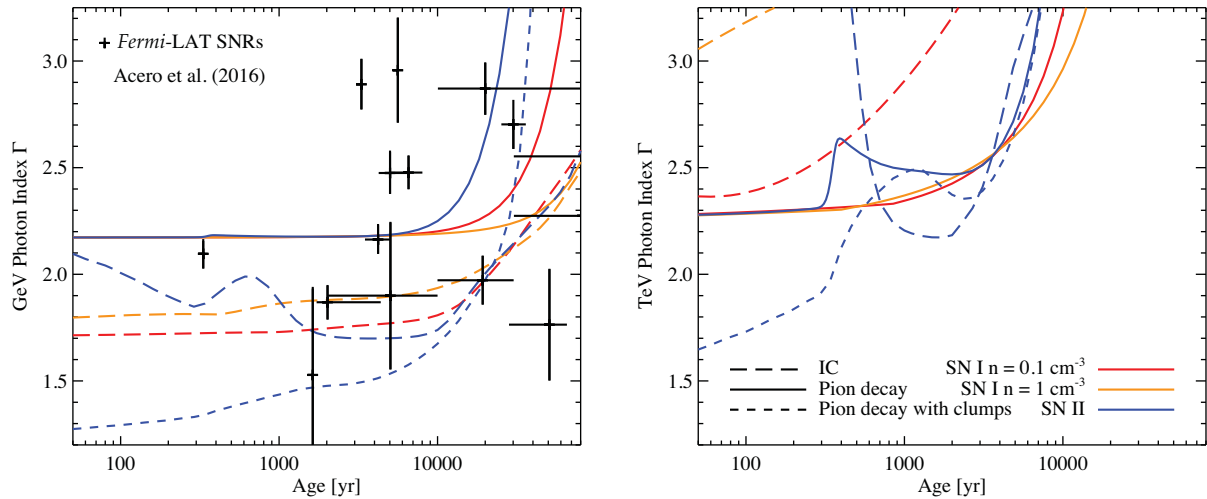 Fermi-LAT SNRs
Acero et al. (2016)
GeV Photon Index Γ
3.0
2.5
2.0
1.5
100
1000
10000
Age [yr]
TeV Photon Index Γ
3.0
2.5
2.0
1.5
IC
Pion decay
Pion decay with clumps
SN I n = 0.1 cm⁻³
SN I n = 1 cm⁻³
SN II
100
1000
10000
Age [yr]